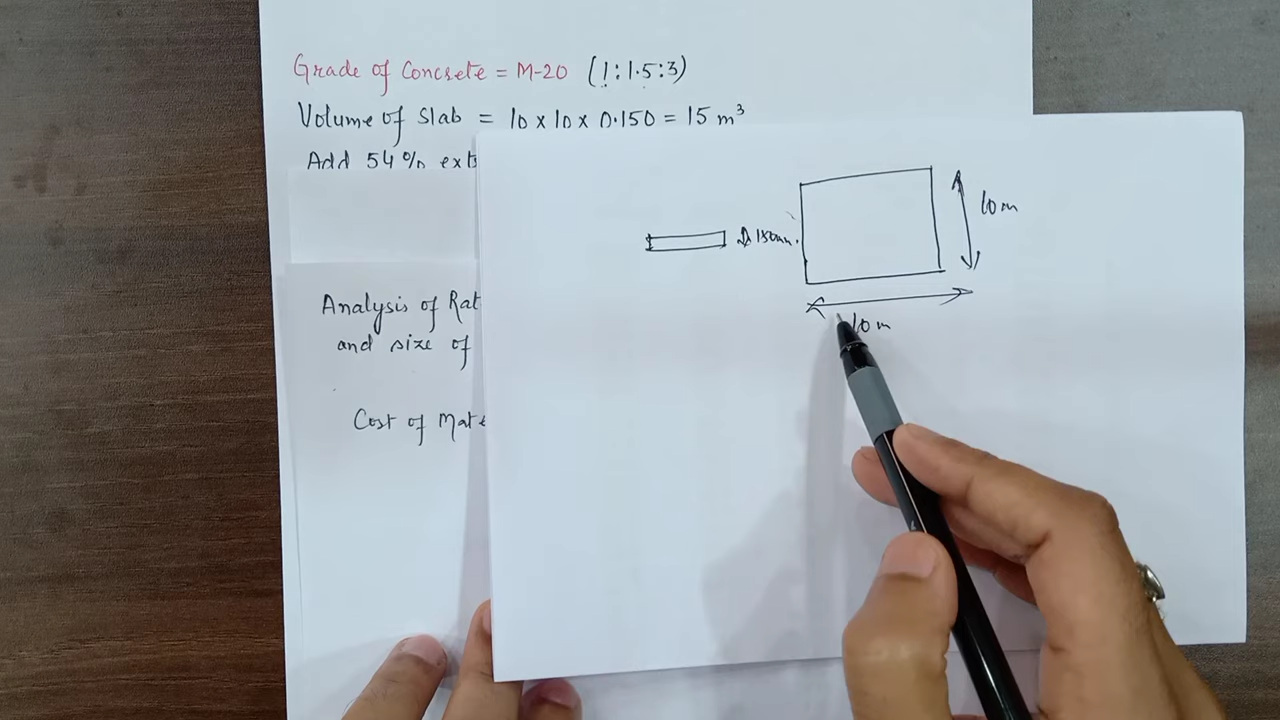 Grade of Concrete = M-20 (1:1.5:3)
Volume of Slab = 10 x 10 x 0.150 = 15 m³
Add 54% ext
10 m
150mm.
10 m
Analysis of Rat
and size of
Cost of Mate